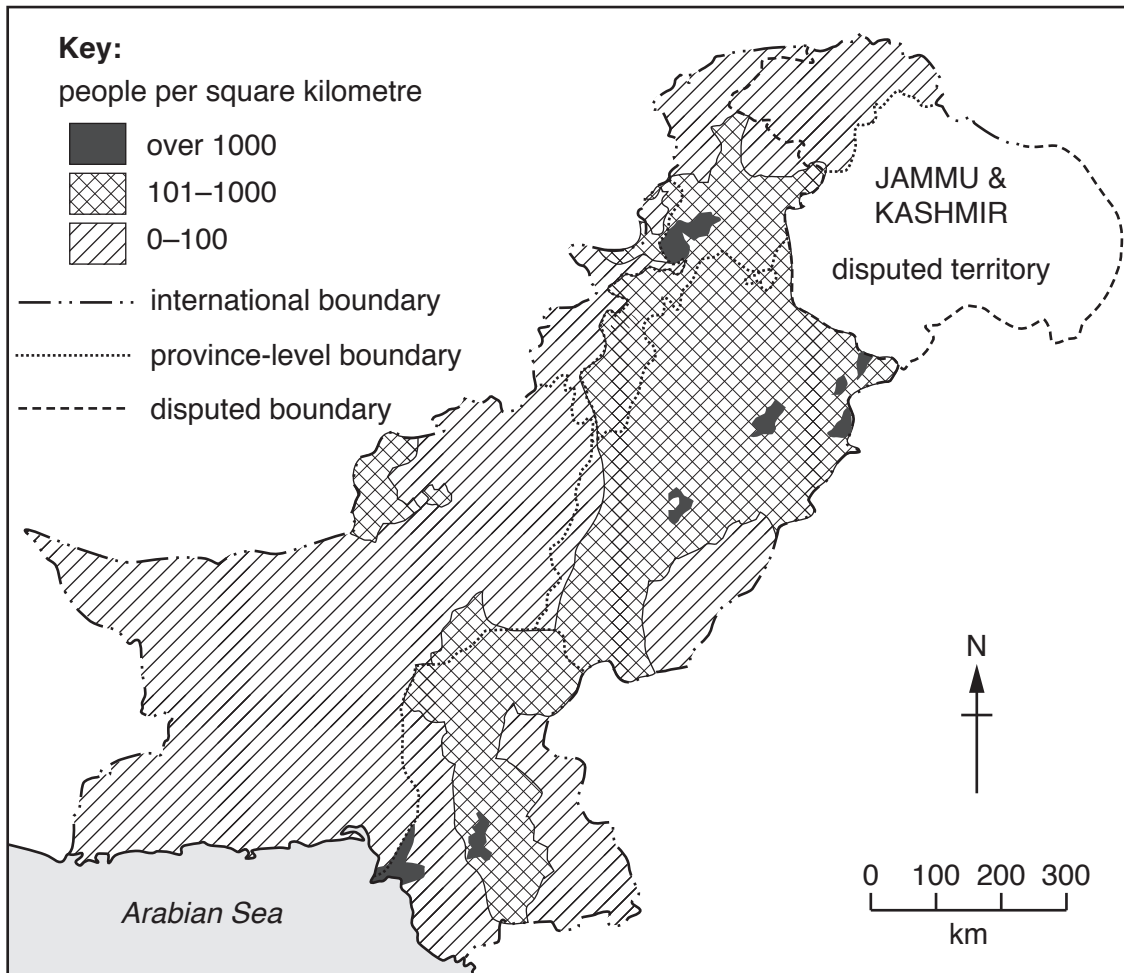 Key:
people per square kilometre
over 1000
101–1000
0–100
international boundary
province-level boundary
disputed boundary
JAMMU &
KASHMIR
disputed territory
N
0 100 200 300
km
Arabian Sea